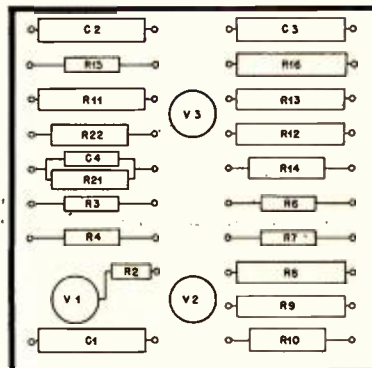 C2 C3
R15 R16
R11 R13
V3
R22 R12
C4
R21 R14
R3 R6
R4 R7
R2 R8
V1 V2
R9
C1 R10